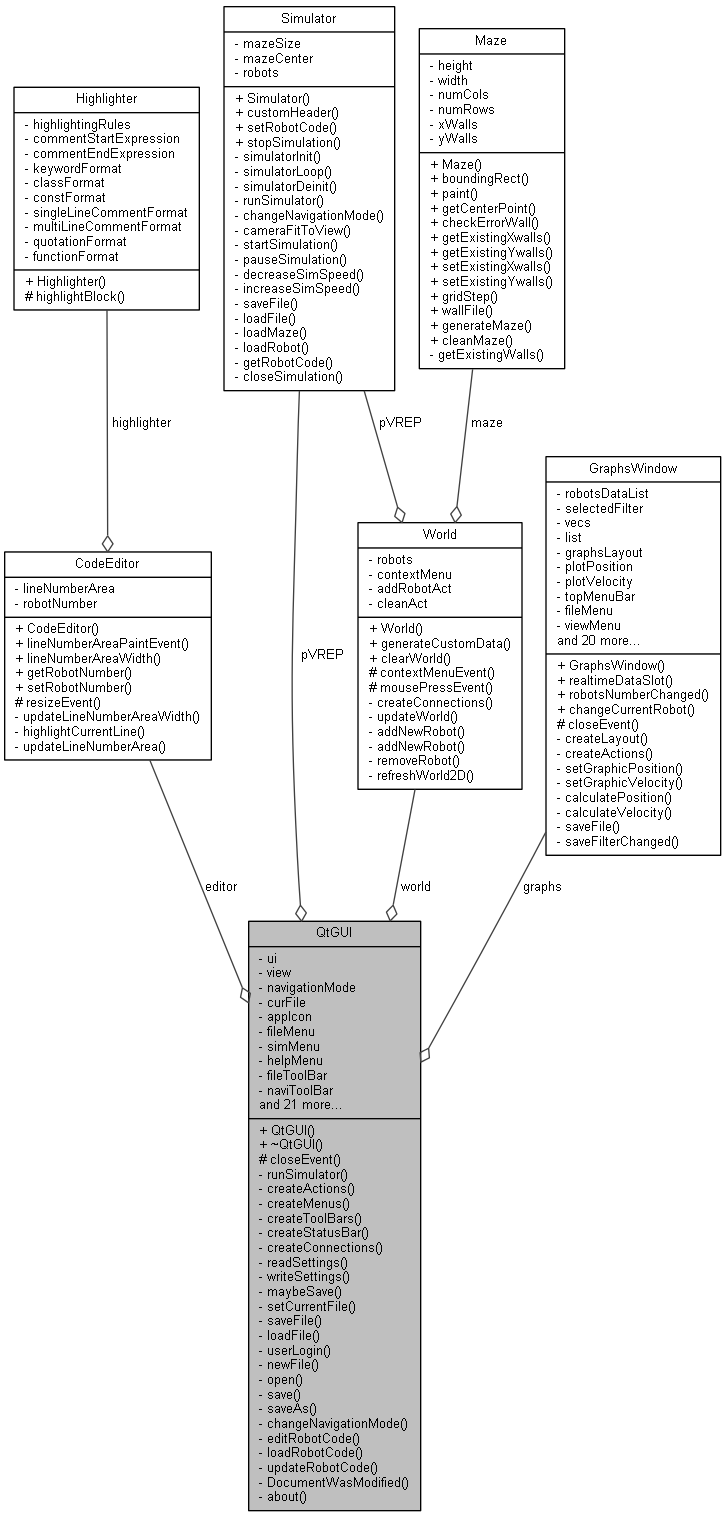 Simulator
- mazeSize
- mazeCenter
- robots
+ Simulator()
+ customHeader()
+ setRobotCode()
+ stopSimulation()
- simulatorInit()
- simulatorLoop()
- simulatorDeinit()
- runSimulator()
- changeNavigationMode()
- cameraFitToView()
- startSimulation()
- pauseSimulation()
- decreaseSimSpeed()
- increaseSimSpeed()
- saveFile()
- loadFile()
- loadMaze()
- loadRobot()
- getRobotCode()
- closeSimulation()
Maze
- height
- width
- numCols
- numRows
- xWalls
- yWalls
+ Maze()
+ boundingRect()
+ paint()
+ getCenterPoint()
+ checkErrorWall()
+ getExistingXwalls()
+ getExistingYwalls()
+ setExistingXwalls()
+ setExistingYwalls()
+ gridStep()
+ wallFile()
+ generateMaze()
+ cleanMaze()
- getExistingWalls()
Highlighter
- highlightingRules
- commentStartExpression
- commentEndExpression
- keywordFormat
- classFormat
- constFormat
- singleLineCommentFormat
- multiLineCommentFormat
- quotationFormat
- functionFormat
+ Highlighter()
# highlightBlock()
highlighter
pVREP
maze
GraphsWindow
- robotsDataList
- selectedFilter
- vecs
- list
- graphsLayout
- plotPosition
- plotVelocity
- topMenuBar
- fileMenu
- viewMenu
and 20 more...
+ GraphsWindow()
+ realtimeDataSlot()
+ robotsNumberChanged()
+ changeCurrentRobot()
# closeEvent()
- createLayout()
- createActions()
- setGraphicPosition()
- setGraphicVelocity()
- calculatePosition()
- calculateVelocity()
- saveFile()
- saveFilterChanged()
World
- robots
- contextMenu
- addRobotAct
- cleanAct
+ World()
+ generateCustomData()
+ clearWorld()
# contextMenuEvent()
# mousePressEvent()
- createConnections()
- updateWorld()
- addNewRobot()
- addNewRobot()
- removeRobot()
- refreshWorld2D()
CodeEditor
- lineNumberArea
- robotNumber
+ CodeEditor()
+ lineNumberAreaPaintEvent()
+ lineNumberAreaWidth()
+ getRobotNumber()
+ setRobotNumber()
# resizeEvent()
- updateLineNumberAreaWidth()
- highlightCurrentLine()
- updateLineNumberArea()
pVREP
editor
world
graphs
QtGUI
- ui
- view
- navigationMode
- curFile
- appIcon
- fileMenu
- simMenu
- helpMenu
- fileToolBar
- naviToolBar
and 21 more...
+ QtGUI()
+ ~QtGUI()
# closeEvent()
- runSimulator()
- createActions()
- createMenus()
- createToolBars()
- createStatusBar()
- createConnections()
- readSettings()
- writeSettings()
- maybeSave()
- setCurrentFile()
- saveFile()
- loadFile()
- userLogin()
- newFile()
- open()
- save()
- saveAs()
- changeNavigationMode()
- editRobotCode()
- loadRobotCode()
- updateRobotCode()
- DocumentWasModified()
- about()